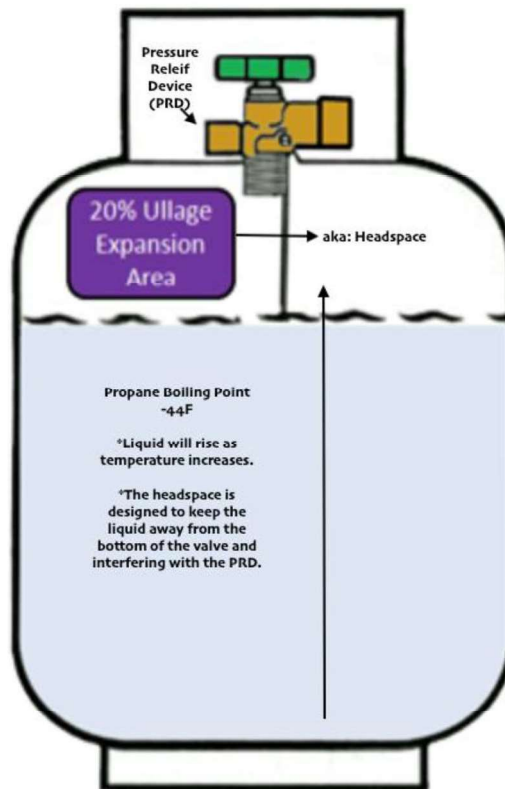 Pressure
Releif
Device
(PRD)
20% Ullage
Expansion
Area
aka: Headspace
Propane Boiling Point
-44F
*Liquid will rise as
temperature increases.
*The headspace is
designed to keep the
liquid away from the
bottom of the valve and
interfering with the PRD.